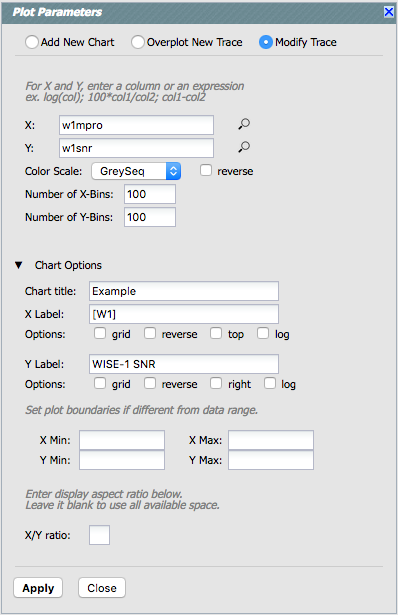 Plot Parameters
Add New Chart Overplot New Trace Modify Trace
For X and Y, enter a column or an expression
ex. log(col); 100*col1/col2; col1-col2
X: w1mpro
Y: w1snr
Color Scale: GreySeq reverse
Number of X-Bins: 100
Number of Y-Bins: 100
Chart Options
Chart title: Example
X Label: [W1]
Options: grid reverse top log
Y Label: WISE-1 SNR
Options: grid reverse right log
Set plot boundaries if different from data range.
X Min: X Max:
Y Min: Y Max:
Enter display aspect ratio below.
Leave it blank to use all available space.
X/Y ratio:
Apply Close